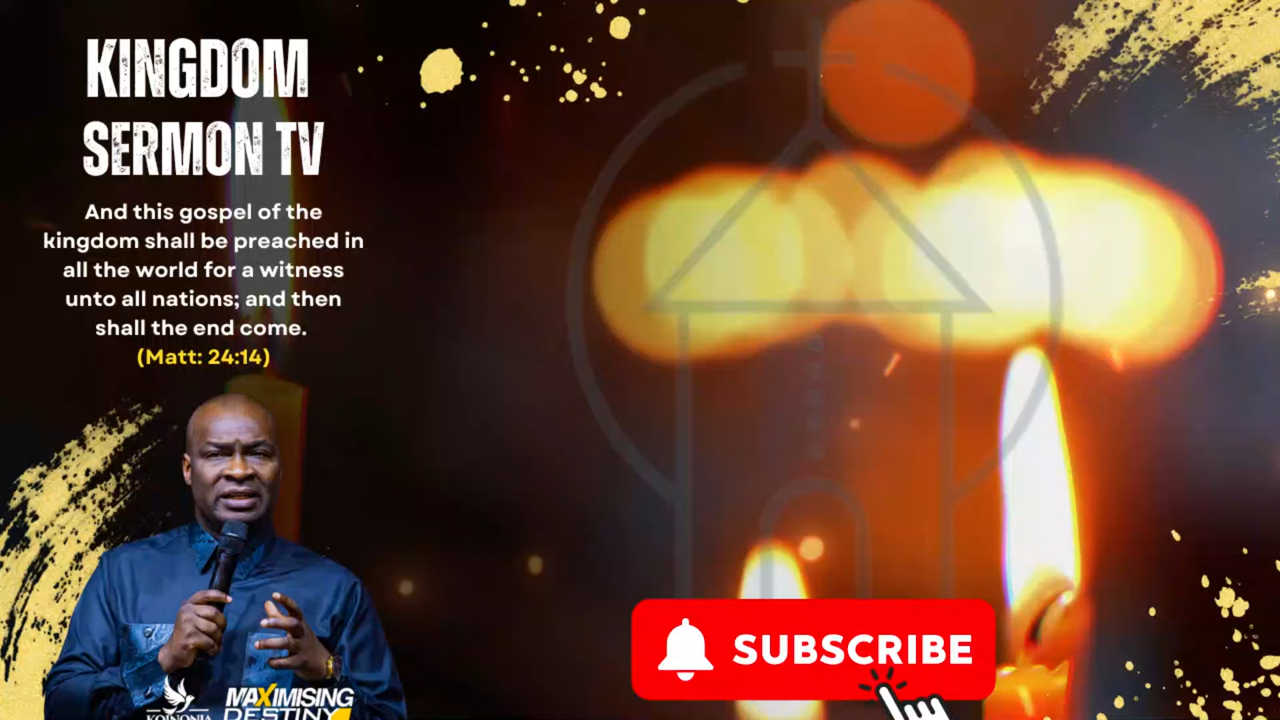 KINGDOM
SERMON TV
And this gospel of the
kingdom shall be preached in
all the world for a witness
unto all nations; and then
shall the end come.
(Matt: 24:14)
SUBSCRIBE
KOINONIA
MAXIMISING
DESTINY